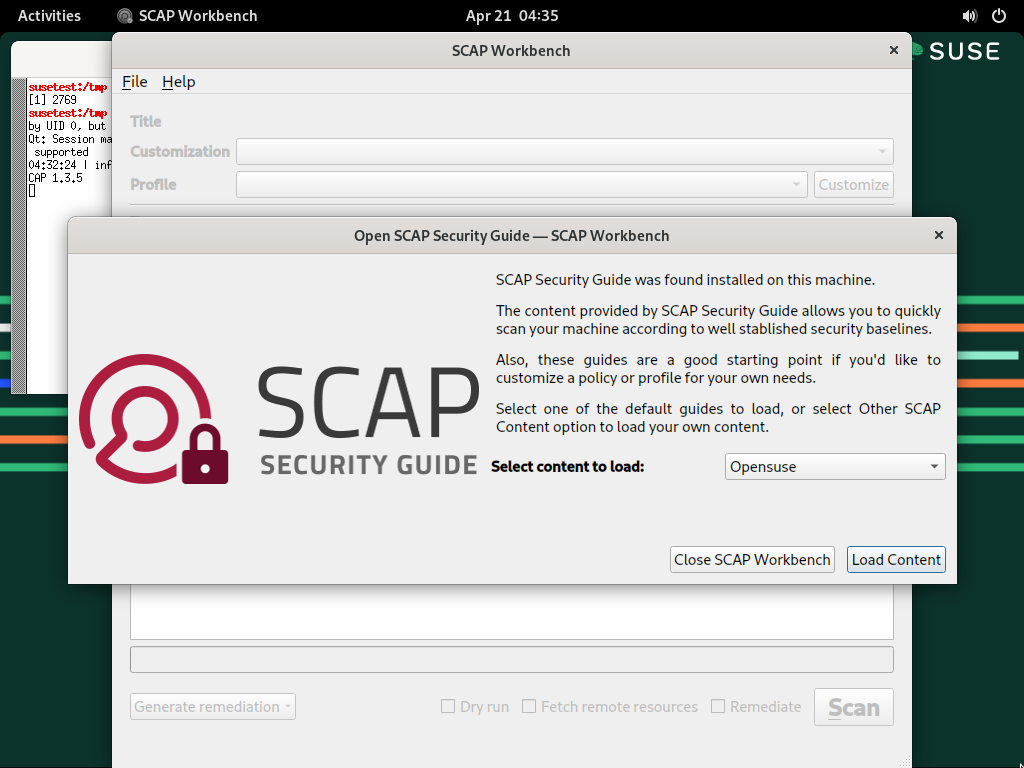 Activities
SCAP Workbench
Apr 21 04:35
SUSE
SCAP Workbench
susetest:/tmp
[1] 2769
susetest:/tmp
by UID 0, but
Qt: Session ma
supported
04:32:24 | inf
CAP 1.3.5
File Help
Title
Customization
Profile
Customize
Open SCAP Security Guide — SCAP Workbench
SCAP
SECURITY GUIDE
SCAP Security Guide was found installed on this machine.
The content provided by SCAP Security Guide allows you to quickly
scan your machine according to well stablished security baselines.
Also, these guides are a good starting point if you'd like to
customize a policy or profile for your own needs.
Select one of the default guides to load, or select Other SCAP
Content option to load your own content.
Select content to load:
Opensuse
Close SCAP Workbench
Load Content
Generate remediation
Dry run
Fetch remote resources
Remediate
Scan